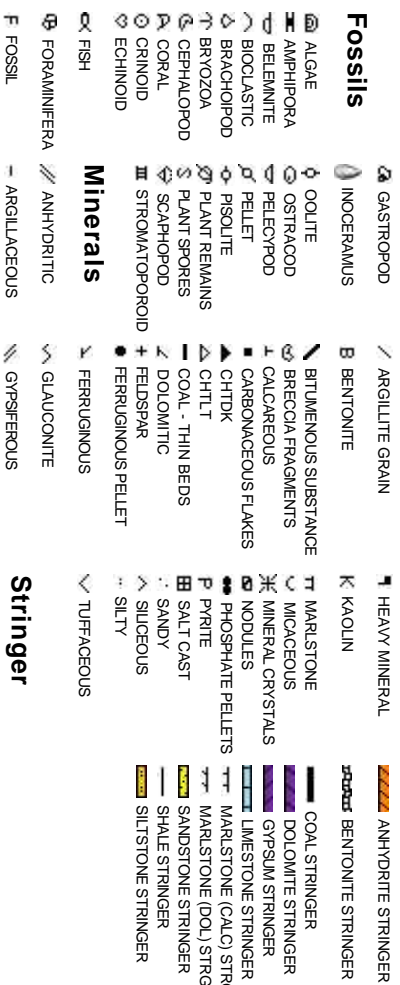 Fossils
ALGAE
AMPHIPORA
BELEMNITE
BIOCLASTIC
BRACHIOPOD
BRYOZOA
CEPHALOPOD
CORAL
CRINOID
ECHINOID
FISH
FORAMINIFERA
F FOSSIL
GASTROPOD
INOCERAMUS
OOLITE
OSTRACOD
PELECYPOD
PELLET
PISOLITE
PLANT REMAINS
PLANT SPORES
SCAPHOPOD
STROMATOPOROID
Minerals
ANHYDRITIC
ARGILLACEOUS
ARGILLITE GRAIN
B BENTONITE
BITUMENOUS SUBSTANCE
BRECCIA FRAGMENTS
CALCAREOUS
CARBONACEOUS FLAKES
CHTDK
CHTLT
COAL - THIN BEDS
DOLOMITIC
FELDSPAR
FERRUGINOUS PELLET
FERRUGINOUS
GLAUCONITE
GYPSIFEROUS
HEAVY MINERAL
K KAOLIN
MARLSTONE
MICACEOUS
MINERAL CRYSTALS
NODULES
PHOSPHATE PELLETS
P PYRITE
SALT CAST
SANDY
SILICEOUS
SILTY
TUFFACEOUS
Stringer
ANHYDRITE STRINGER
BENTONITE STRINGER
COAL STRINGER
DOLOMITE STRINGER
GYPSUM STRINGER
LIMESTONE STRINGER
MARLSTONE (CALC) STRG
MARLSTONE (DOL) STRG
SANDSTONE STRINGER
SHALE STRINGER
SILTSTONE STRINGER